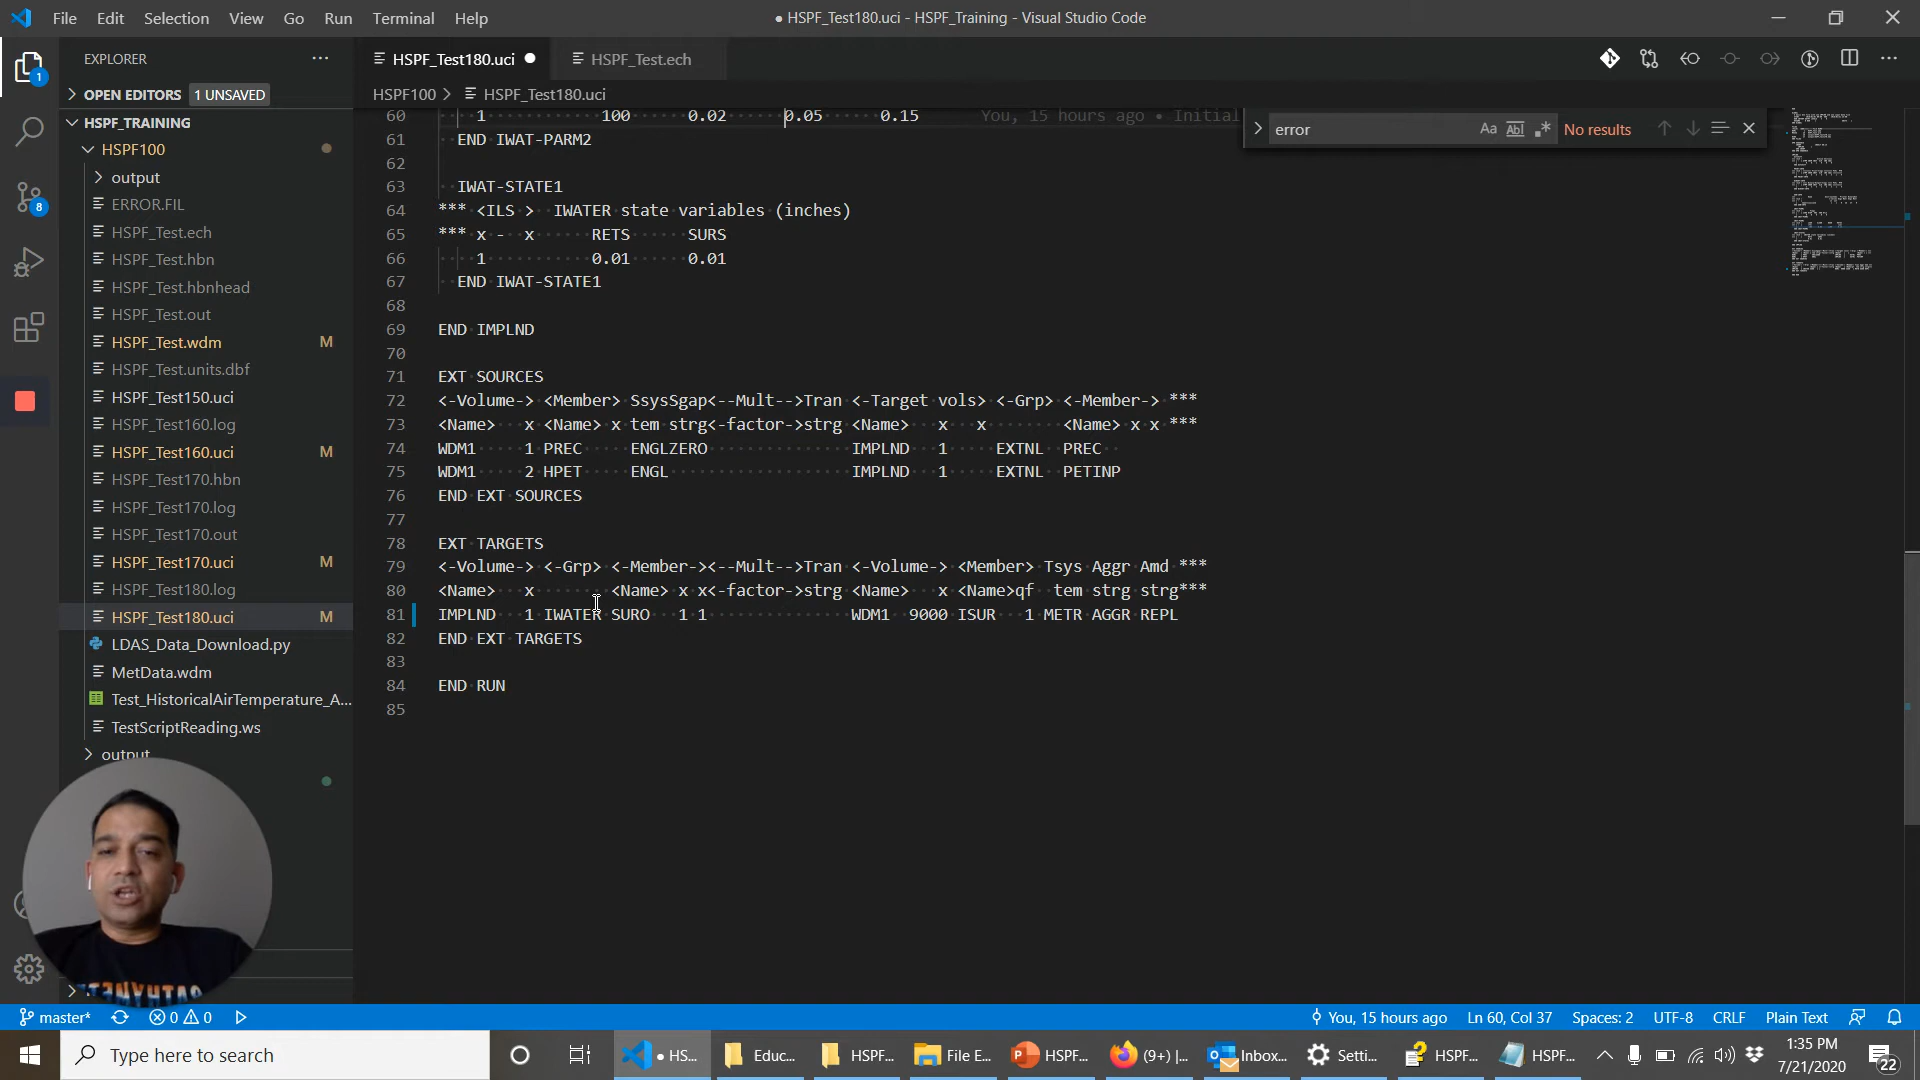 File Edit Selection View Go Run Terminal Help
● HSPF_Test180.uci - HSPF_Training - Visual Studio Code
EXPLORER
OPEN EDITORS 1 UNSAVED
HSPF_TRAINING
HSPF100
output
ERROR.FIL
HSPF_Test.ech
HSPF_Test.hbn
HSPF_Test.hbnhead
HSPF_Test.out
HSPF_Test.wdm M
HSPF_Test.units.dbf
HSPF_Test150.uci
HSPF_Test160.log
HSPF_Test160.uci M
HSPF_Test170.hbn
HSPF_Test170.log
HSPF_Test170.out
HSPF_Test170.uci M
HSPF_Test180.log
HSPF_Test180.uci M
LDAS_Data_Download.py
MetData.wdm
Test_HistoricalAirTemperature_A...
TestScriptReading.ws
output
1
8
HSPF_Test180.uci ●
HSPF_Test.ech
HSPF100 > HSPF_Test180.uci
error Aa Abl .* No results
60 1 100 0.02 0.05 0.15 You, 15 hours ago • Initial
61 END IWAT-PARM2
62
63 IWAT-STATE1
64 *** <ILS > IWATER state variables (inches)
65 *** x - x RETS SURS
66 1 0.01 0.01
67 END IWAT-STATE1
68
69 END IMPLND
70
71 EXT SOURCES
72 <-Volume-> <Member> SsysSgap<--Mult-->Tran <-Target vols> <-Grp> <-Member-> ***
73 <Name> x <Name> x tem strg<-factor->strg <Name> x x <Name> x x ***
74 WDM1 1 PREC ENGLZERO IMPLND 1 EXTNL PREC
75 WDM1 2 HPET ENGL IMPLND 1 EXTNL PETINP
76 END EXT SOURCES
77
78 EXT TARGETS
79 <-Volume-> <-Grp> <-Member-><--Mult-->Tran <-Volume-> <Member> Tsys Aggr Amd ***
80 <Name> x <Name> x x<-factor->strg <Name> x <Name>qf tem strg strg***
81 IMPLND 1 IWATER SURO 1 1 WDM1 9000 ISUR 1 METR AGGR REPL
82 END EXT TARGETS
83
84 END RUN
85
master* 0 0
You, 15 hours ago Ln 60, Col 37 Spaces: 2 UTF-8 CRLF Plain Text
Type here to search
● HS... Educ... HSPF... File E... HSPF... (9+) |... Inbox... Setti... HSPF... HSPF...
1:35 PM
7/21/2020
22